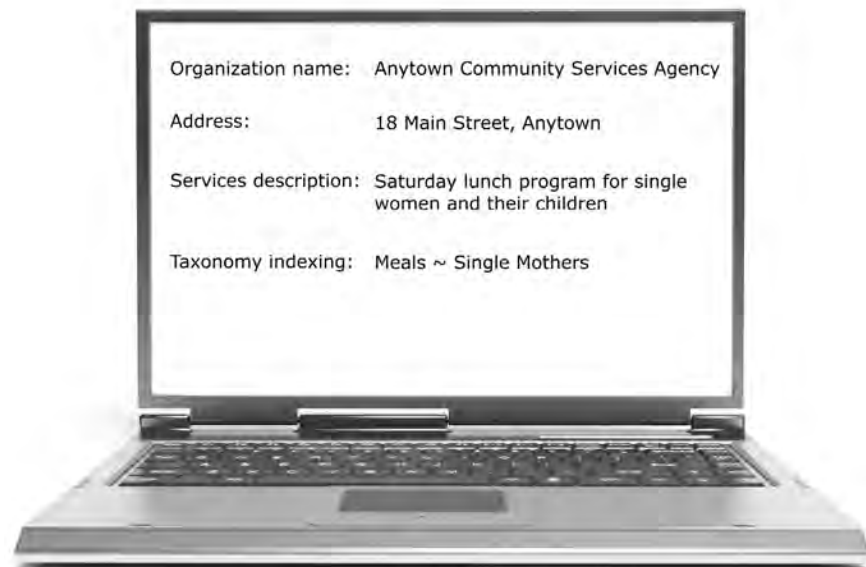 Organization name: Anytown Community Services Agency
Address: 18 Main Street, Anytown
Services description: Saturday lunch program for single
women and their children
Taxonomy indexing: Meals ~ Single Mothers